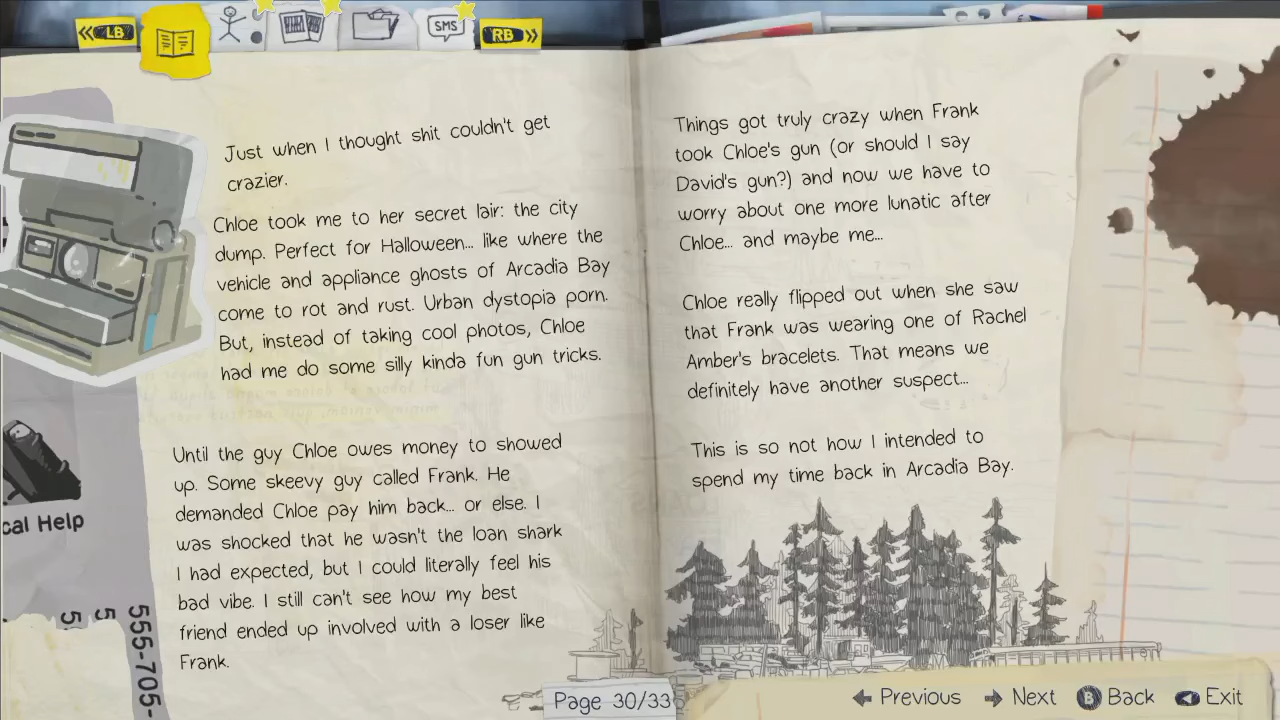 LB
SMS
RB
Just when I thought shit couldn't get
crazier.
Chloe took me to her secret lair: the city
dump. Perfect for Halloween... like where the
vehicle and appliance ghosts of Arcadia Bay
come to rot and rust. Urban dystopia porn.
But, instead of taking cool photos, Chloe
had me do some silly kinda fun gun tricks.
Until the guy Chloe owes money to showed
up. Some skeevy guy called Frank. He
demanded Chloe pay him back... or else. I
was shocked that he wasn't the loan shark
I had expected, but I could literally feel his
bad vibe. I still can't see how my best
friend ended up involved with a loser like
Frank.
Things got truly crazy when Frank
took Chloe's gun (or should I say
David's gun?) and now we have to
worry about one more lunatic after
Chloe... and maybe me...
Chloe really flipped out when she saw
that Frank was wearing one of Rachel
Amber's bracelets. That means we
definitely have another suspect...
This is so not how I intended to
spend my time back in Arcadia Bay.
cal Help
555-705-
5
5
Page 30/33
Previous
Next
B Back
Exit